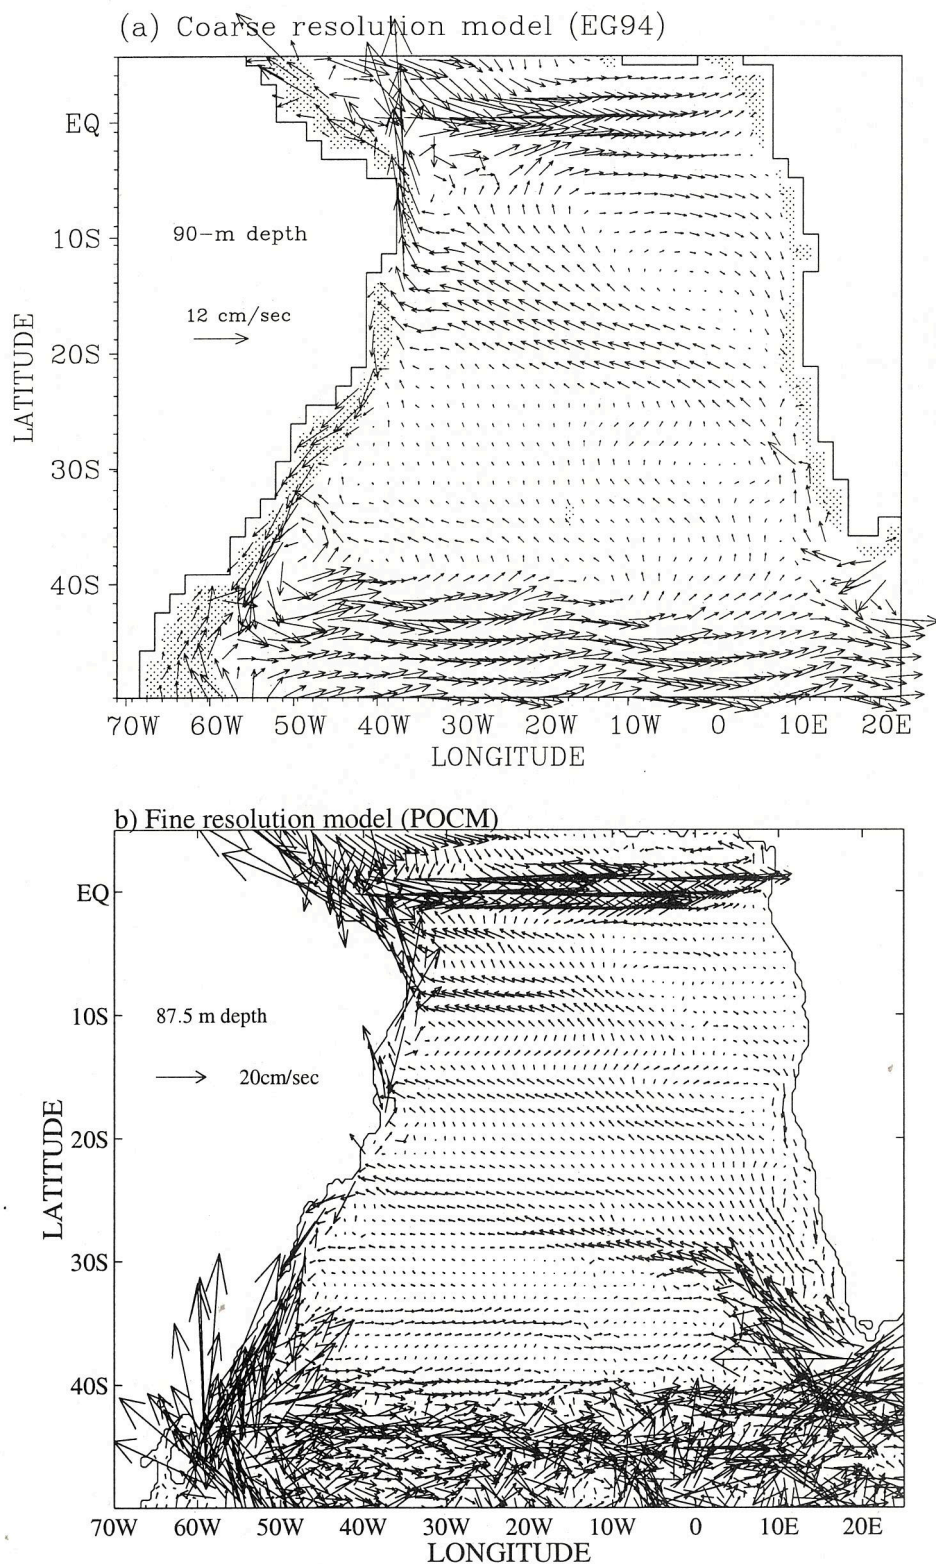 (a) Coarse resolution model (EG94)
EQ
10S
20S
30S
40S
90-m depth
12 cm/sec
LATITUDE
70W 60W 50W 40W 30W 20W 10W 0 10E 20E
LONGITUDE
b) Fine resolution model (POCM)
EQ
10S
20S
30S
40S
87.5 m depth
20cm/sec
LATITUDE
70W 60W 50W 40W 30W 20W 10W 0 10E 20E
LONGITUDE